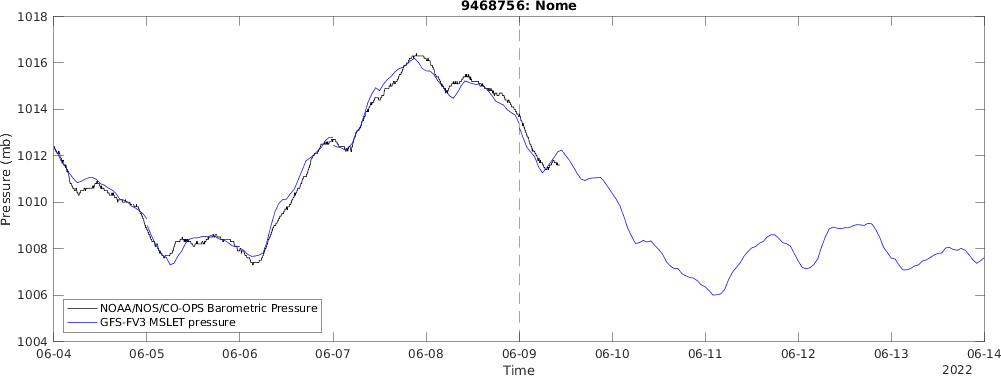 9468756: Nome
1018
1016
1014
1012
1010
1008
1006
1004
Pressure (mb)
NOAA/NOS/CO-OPS Barometric Pressure
GFS-FV3 MSLET pressure
06-04 06-05 06-06 06-07 06-08 06-09 06-10 06-11 06-12 06-13 06-14
Time
2022